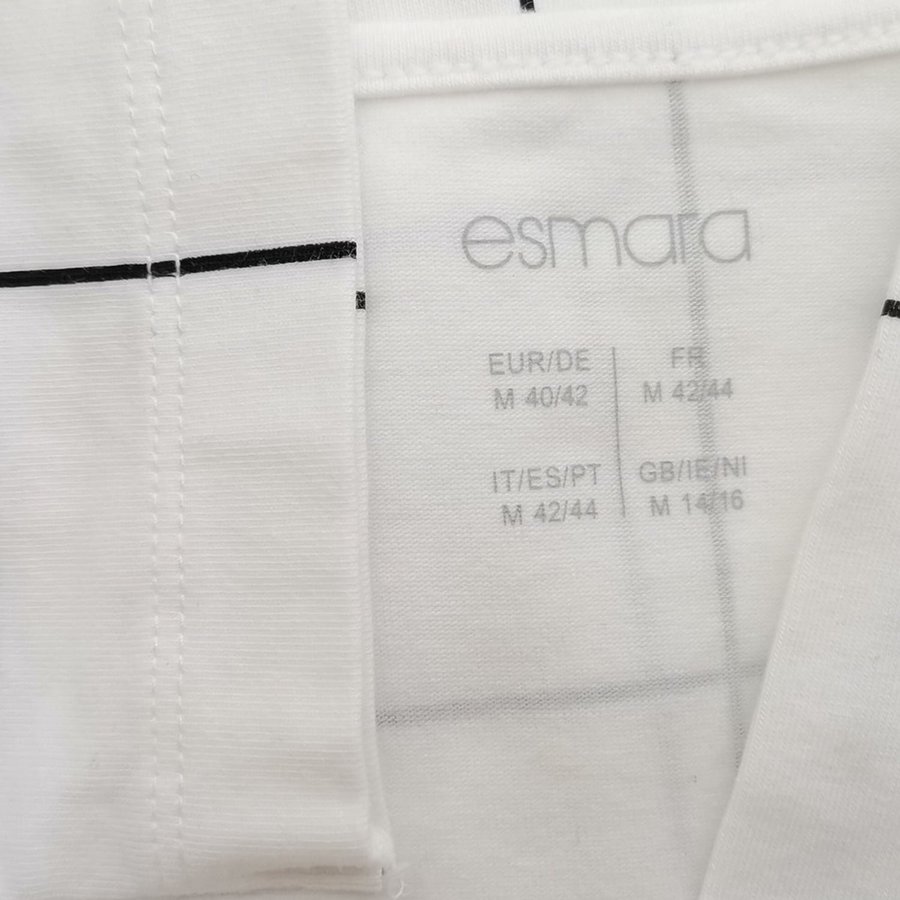 esmara
EUR/DE
M 40/42
FR
M 42/44
IT/ES/PT
M 42/44
GB/IE/NI
M 14/16